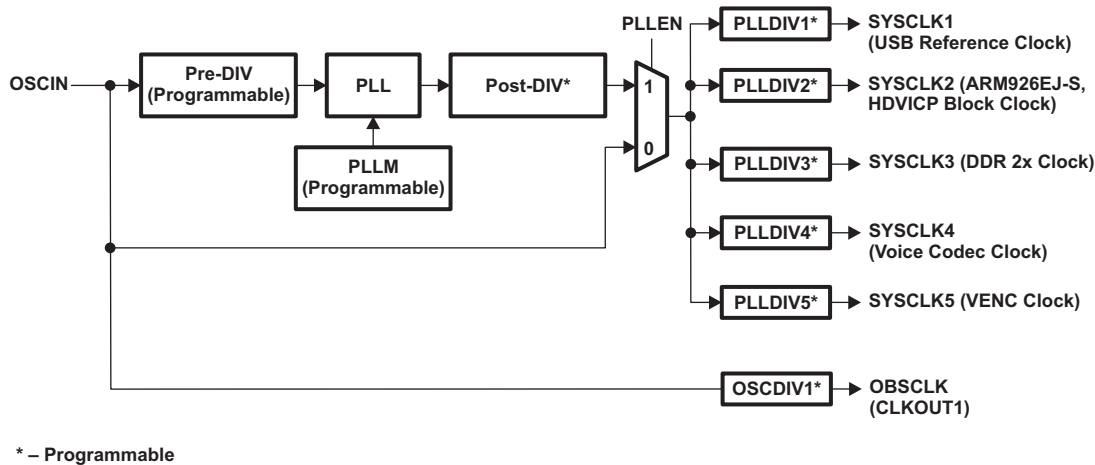 PLLEN
OSCIN
Pre-DIV
(Programmable)
PLL
Post-DIV*
PLLM
(Programmable)
1
0
PLLDIV1*
SYSCLK1
(USB Reference Clock)
PLLDIV2*
SYSCLK2 (ARM926EJ-S,
HDVICP Block Clock)
PLLDIV3*
SYSCLK3 (DDR 2x Clock)
PLLDIV4*
SYSCLK4
(Voice Codec Clock)
PLLDIV5*
SYSCLK5 (VENC Clock)
OSCDIV1*
OBSCLK
(CLKOUT1)
* – Programmable